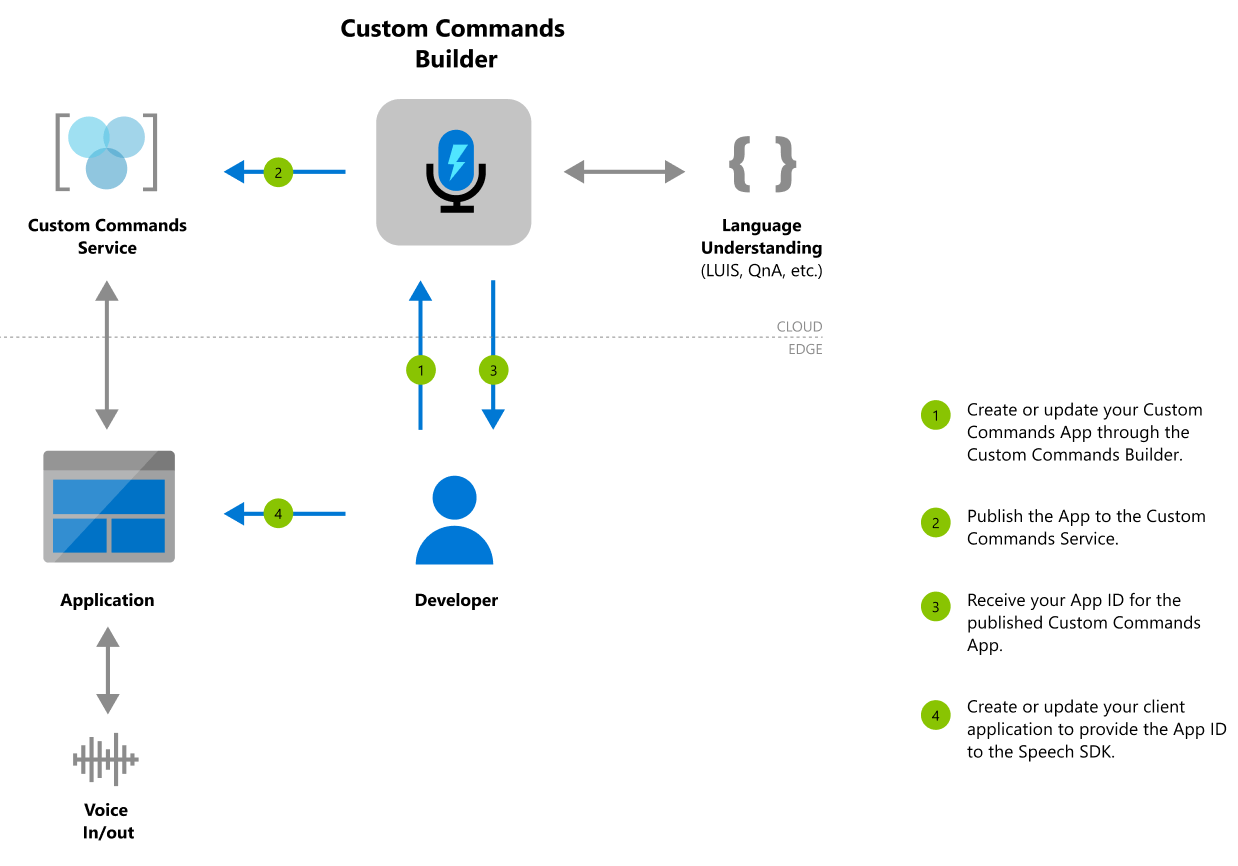 Custom Commands
Builder
2
Custom Commands
Service
{ }
Language
Understanding
(LUIS, QnA, etc.)
CLOUD
EDGE
1
3
4
Application
Developer
Voice
In/out
1
Create or update your Custom
Commands App through the
Custom Commands Builder.
2
Publish the App to the Custom
Commands Service.
3
Receive your App ID for the
published Custom Commands
App.
4
Create or update your client
application to provide the App ID
to the Speech SDK.